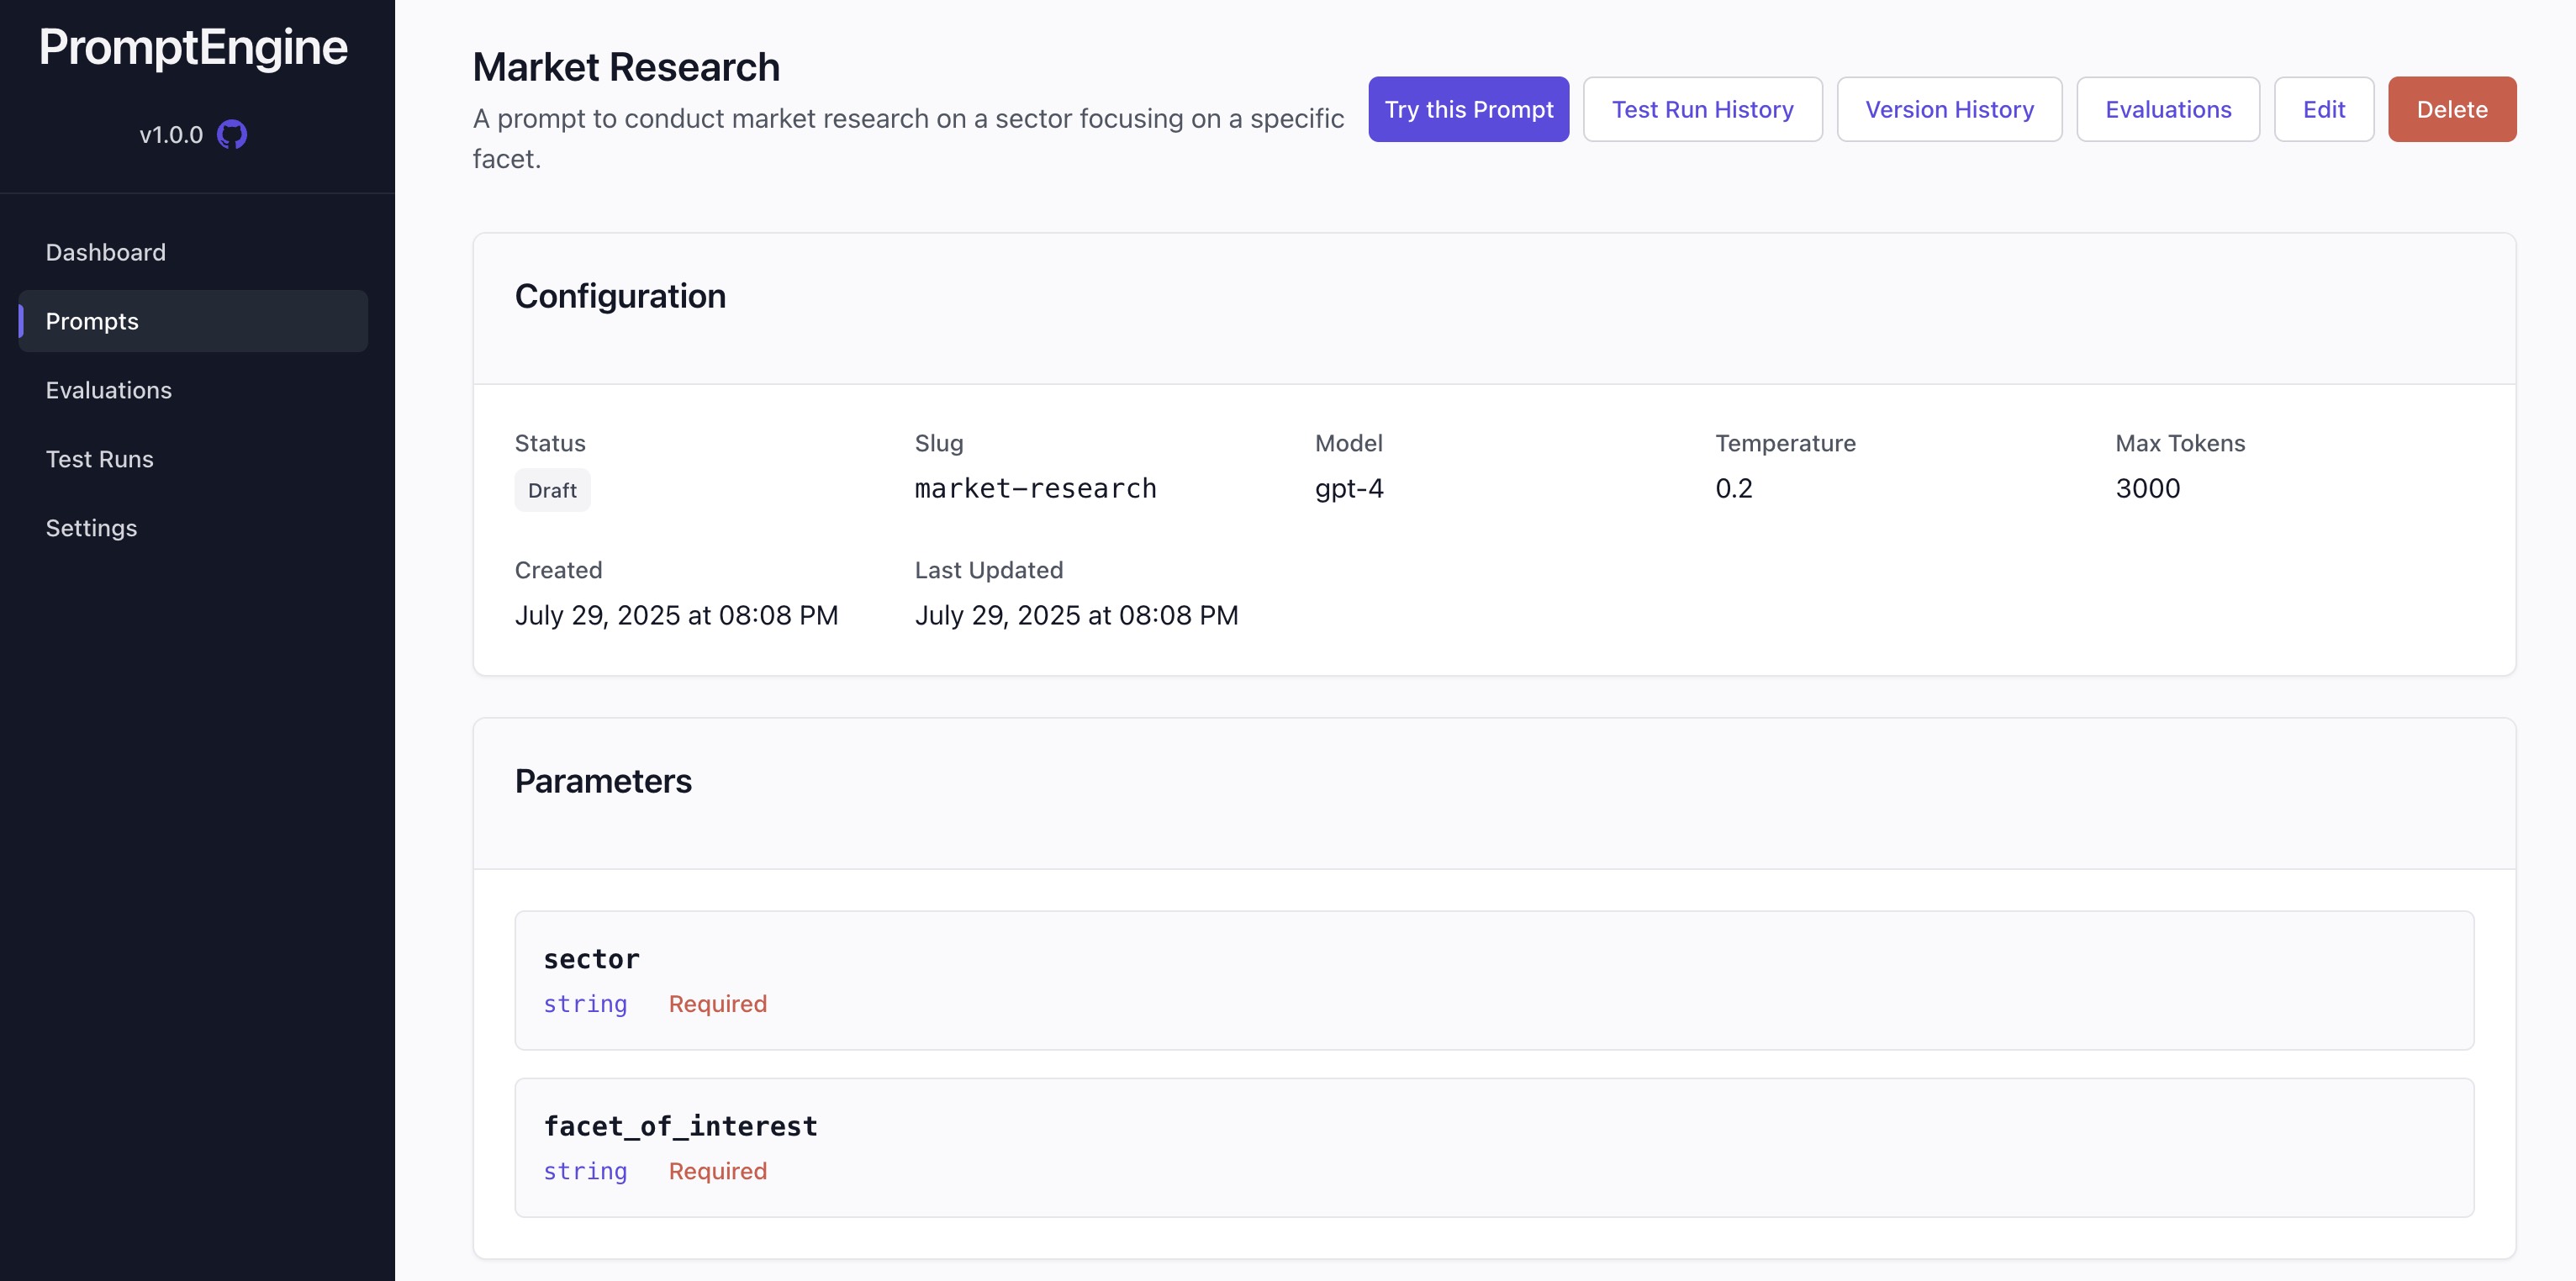 PromptEngine
v1.0.0
Dashboard
Prompts
Evaluations
Test Runs
Settings
Market Research
A prompt to conduct market research on a sector focusing on a specific
facet.
Try this Prompt
Test Run History
Version History
Evaluations
Edit
Delete
Configuration
Status
Draft
Slug
market-research
Model
gpt-4
Temperature
0.2
Max Tokens
3000
Created
July 29, 2025 at 08:08 PM
Last Updated
July 29, 2025 at 08:08 PM
Parameters
sector
string Required
facet_of_interest
string Required